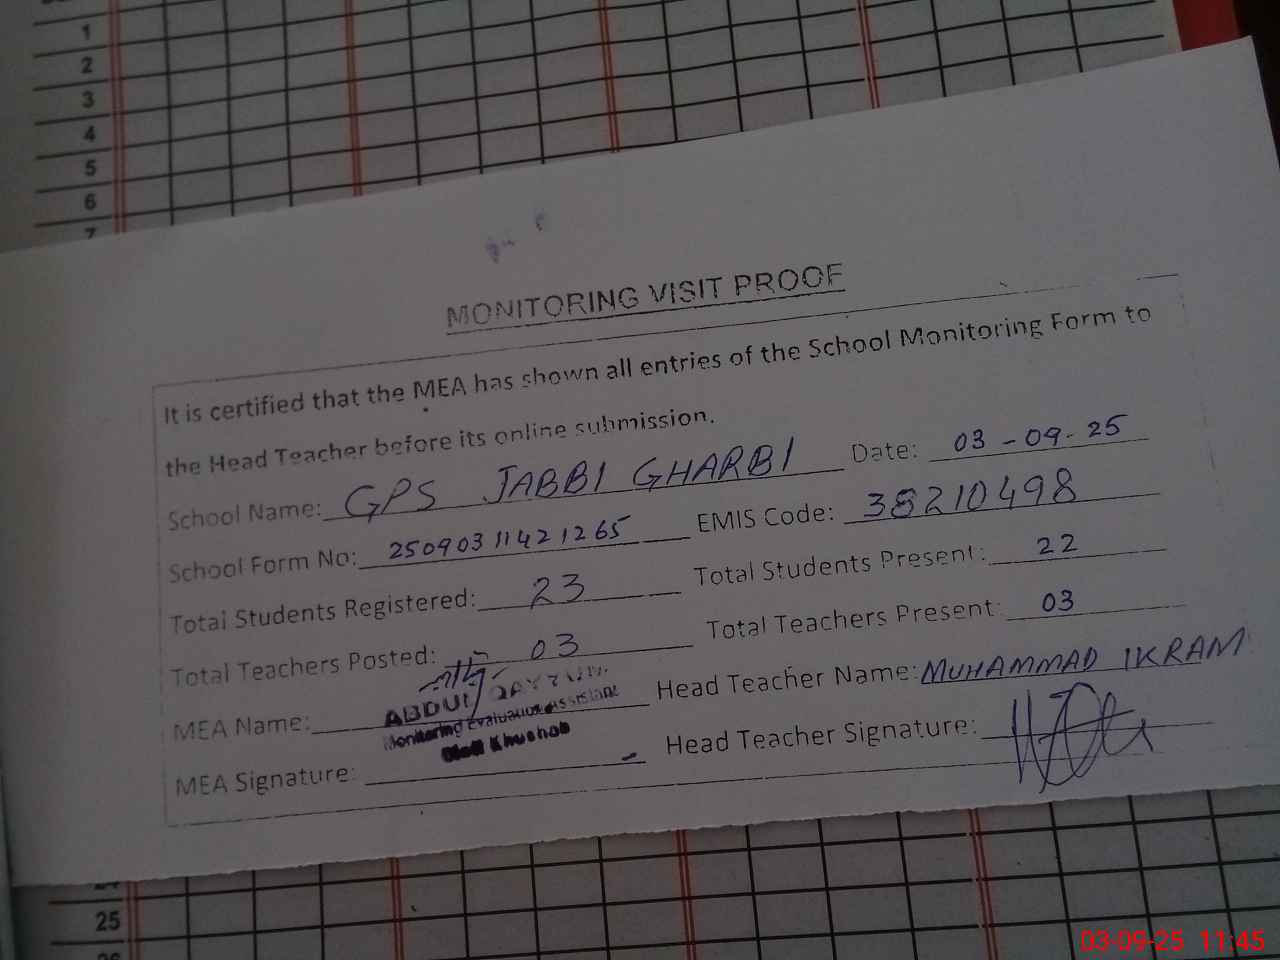 1
2
3
4
5
6
7
MONITORING VISIT PROOF
It is certified that the MEA has shown all entries of the School Monitoring Form to
the Head Teacher before its online submission.
School Name: GPS JABBI GHARBI Date: 03-09-25
School Form No: 25090311421265 EMIS Code: 38210498
Total Students Registered: 23 Total Students Present: 22
Total Teachers Posted: 03 Total Teachers Present: 03
MEA Name: ABDUL Head Teacher Name: MUHAMMAD IKRAM
Monitoring Evaluation Assistant
Distt Khushab
MEA Signature: Head Teacher Signature:
25
03-09-25 11:45